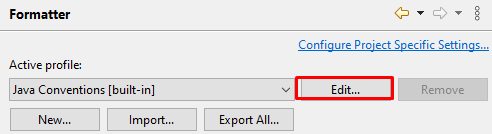 Formatter
Configure Project Specific Settings...
Active profile:
Java Conventions [built-in]
Edit...
Remove
New...
Import...
Export All...